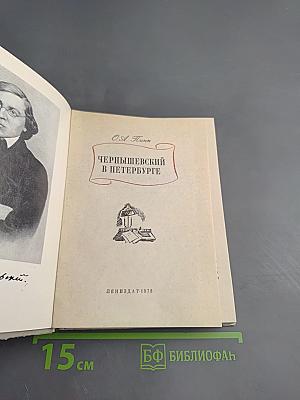 О. А. Пинт
ЧЕРНЫШЕВСКИЙ
В ПЕТЕРБУРГЕ
ЛЕНИЗДАТ·1978
15 см
БФ БИБЛИОФАН